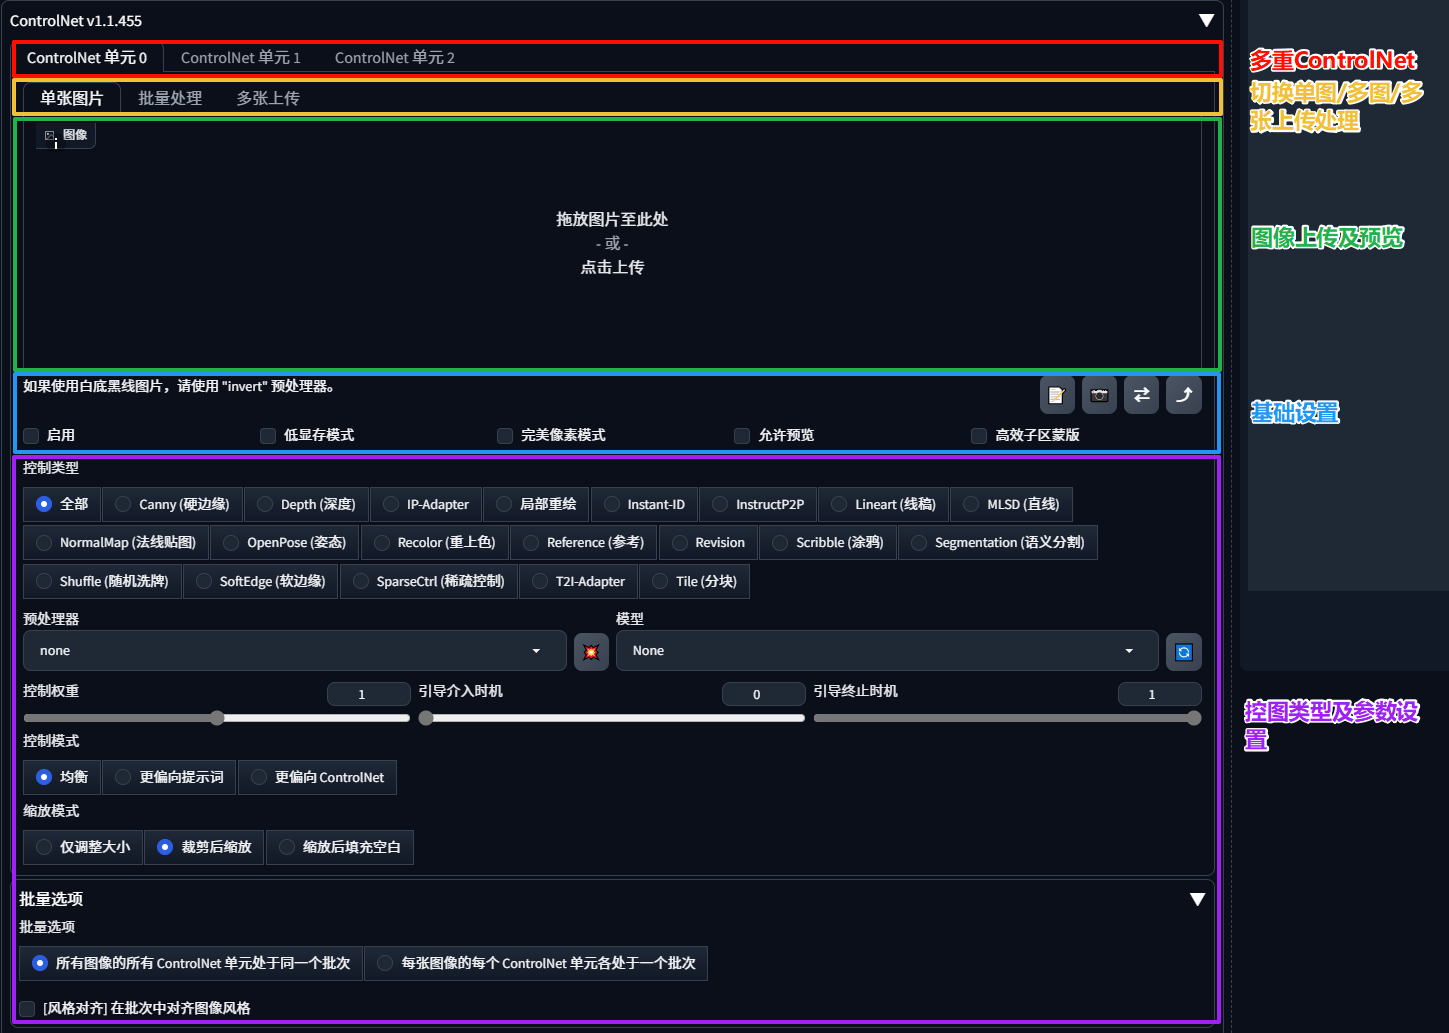 ControlNet v1.1.455
ControlNet 单元 0 ControlNet 单元 1 ControlNet 单元 2
多重ControlNet
单张图片 批量处理 多张上传
切换单图/多图/多
张上传处理
图像
拖放图片至此处
- 或 -
点击上传
图像上传及预览
如果使用白底黑线图片，请使用 "invert" 预处理器。
启用 低显存模式 完美像素模式 允许预览 高效子区蒙版
基础设置
控制类型
全部 Canny (硬边缘) Depth (深度) IP-Adapter 局部重绘 Instant-ID InstructP2P Lineart (线稿) MLSD (直线)
NormalMap (法线贴图) OpenPose (姿态) Recolor (重上色) Reference (参考) Revision Scribble (涂鸦) Segmentation (语义分割)
Shuffle (随机洗牌) SoftEdge (软边缘) SparseCtrl (稀疏控制) T2I-Adapter Tile (分块)
预处理器 模型
none None
控制权重 1 引导介入时机 0 引导终止时机 1
控图类型及参数设
置
控制模式
均衡 更偏向提示词 更偏向 ControlNet
缩放模式
仅调整大小 裁剪后缩放 缩放后填充空白
批量选项
批量选项
所有图像的所有 ControlNet 单元处于同一个批次 每张图像的每个 ControlNet 单元各处于一个批次
[风格对齐] 在批次中对齐图像风格